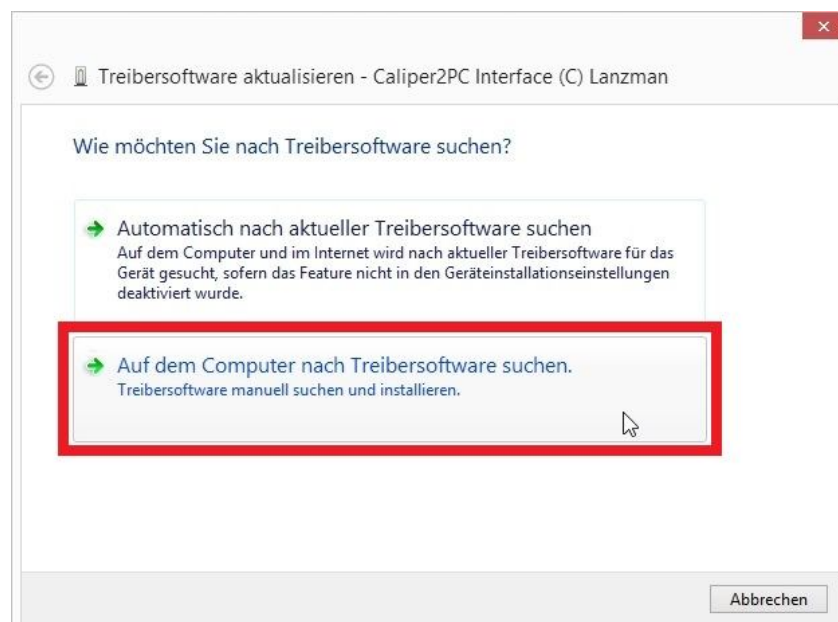 Treibersoftware aktualisieren - Caliper2PC Interface (C) Lanzman
Wie möchten Sie nach Treibersoftware suchen?
Automatisch nach aktueller Treibersoftware suchen
Auf dem Computer und im Internet wird nach aktueller Treibersoftware für das
Gerät gesucht, sofern das Feature nicht in den Geräteinstallationseinstellungen
deaktiviert wurde.
Auf dem Computer nach Treibersoftware suchen.
Treibersoftware manuell suchen und installieren.
Abbrechen